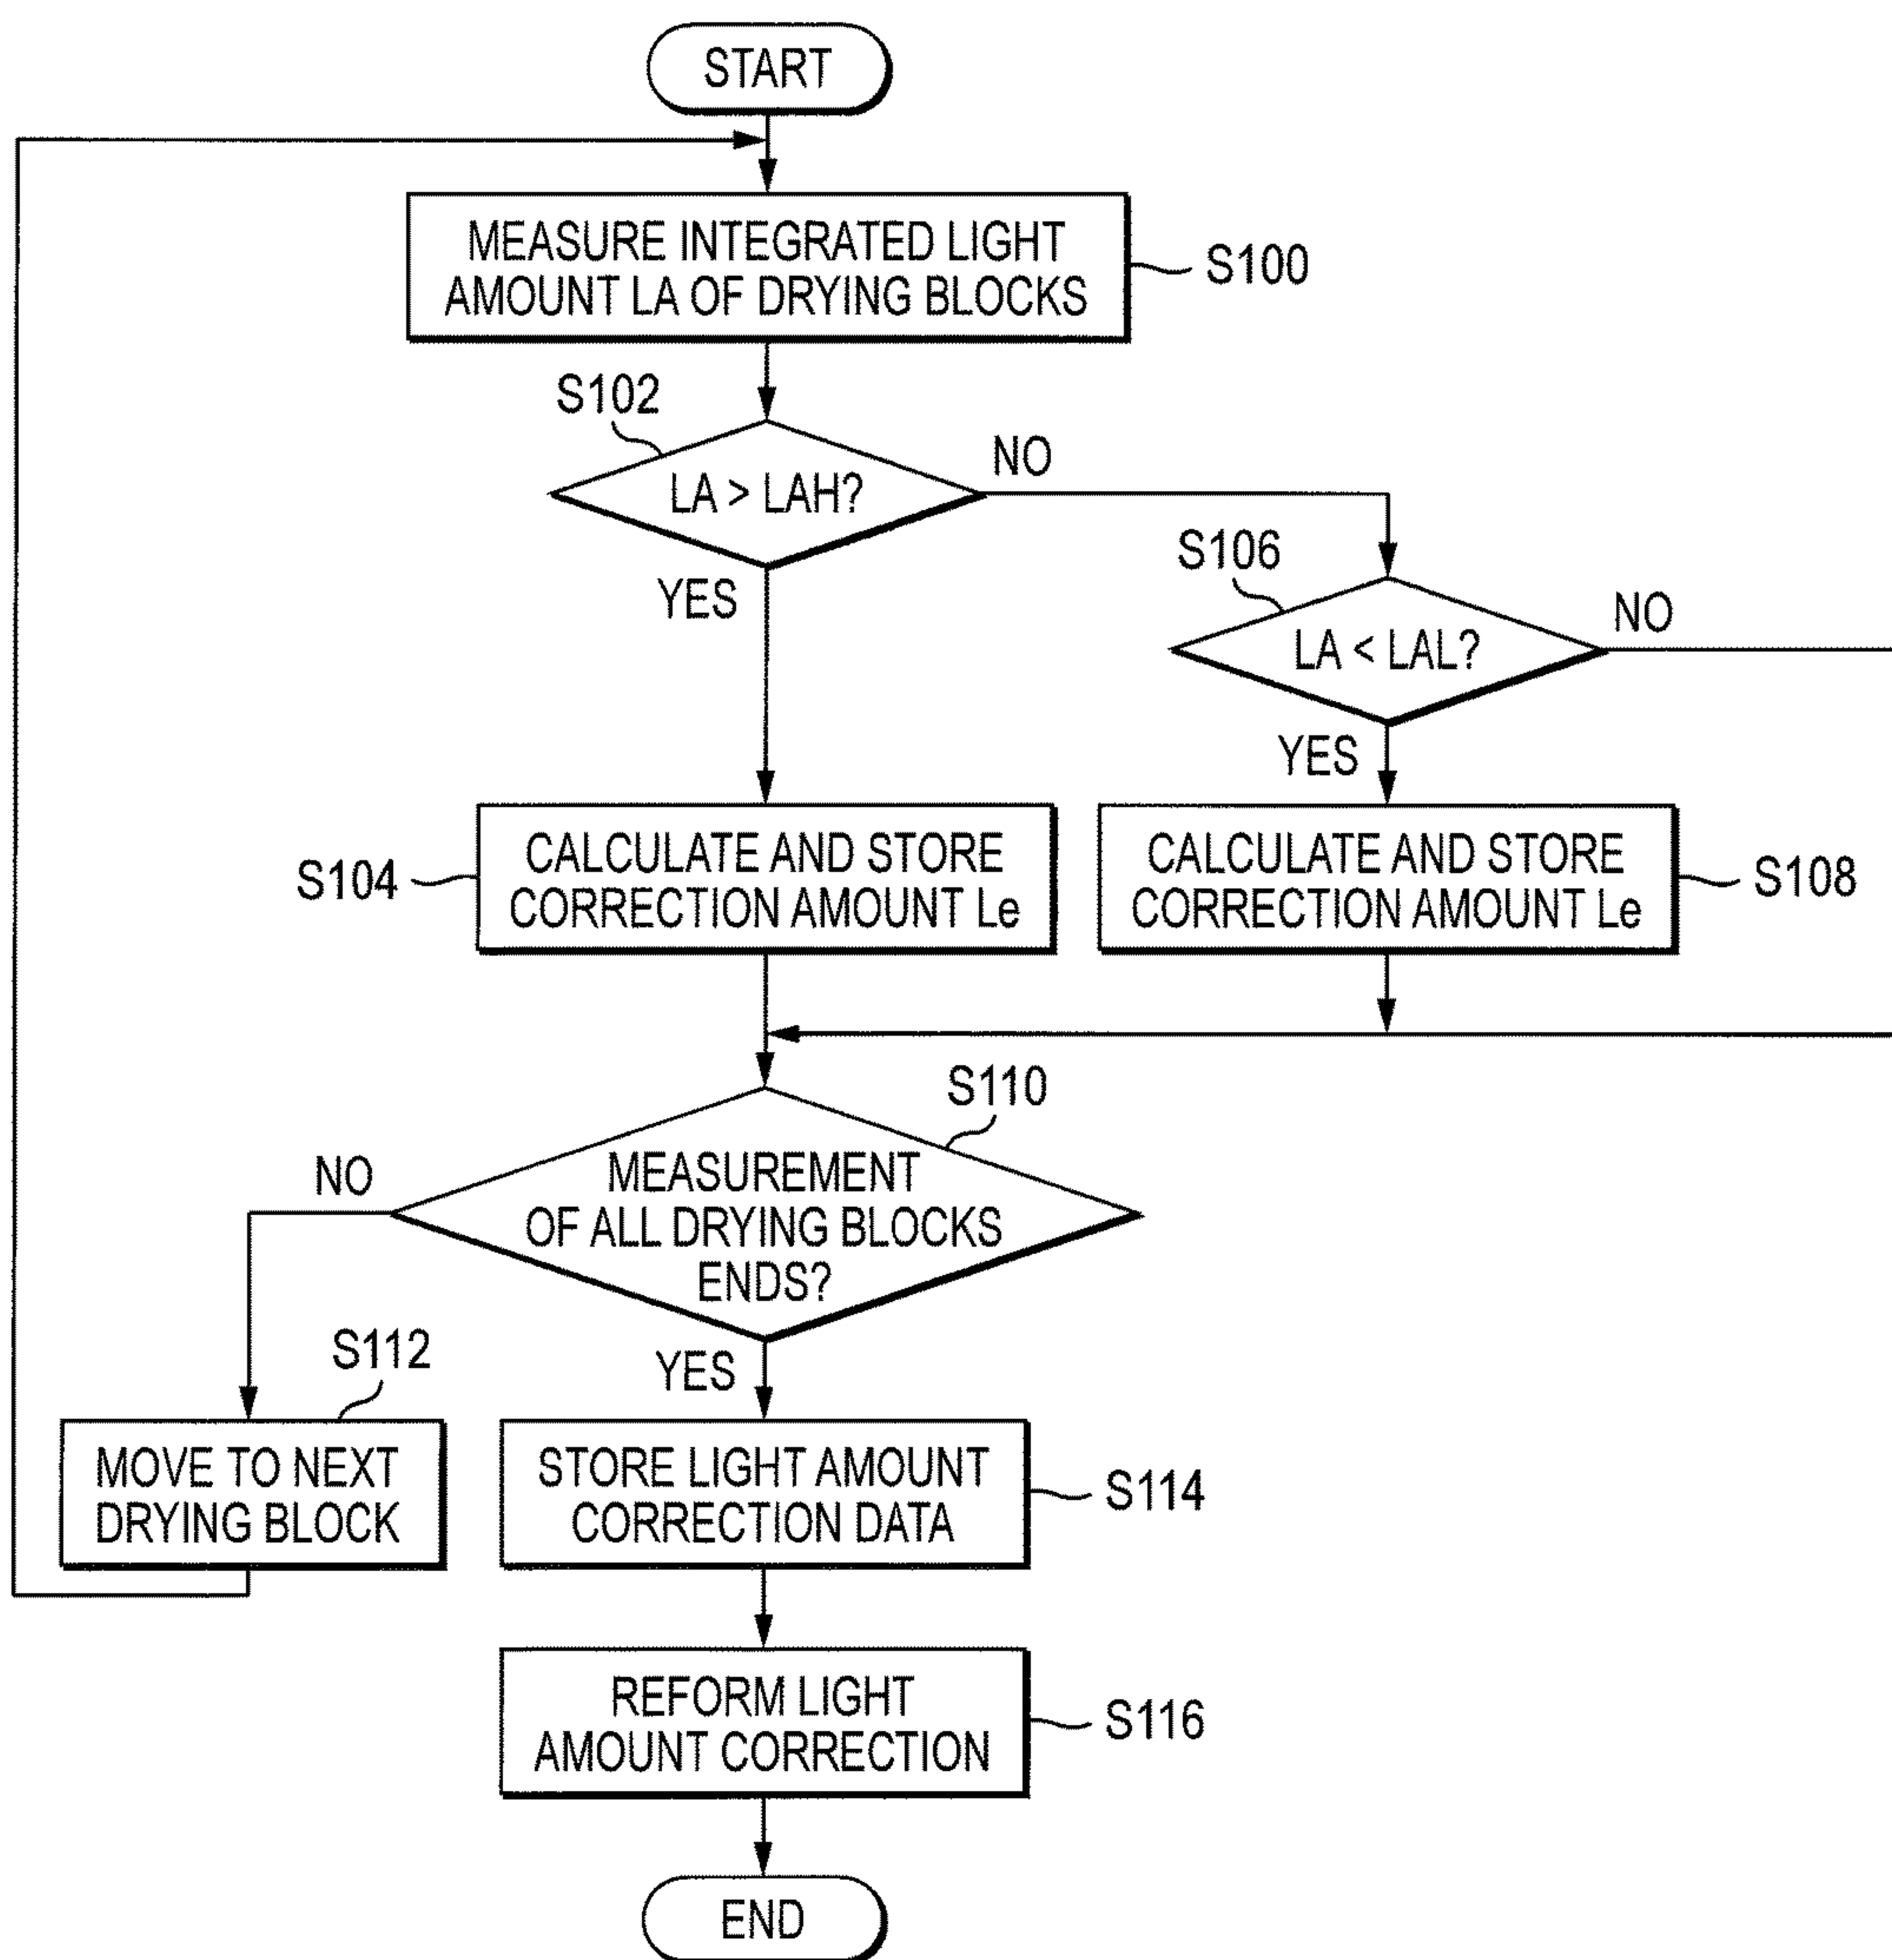 START
MEASURE INTEGRATED LIGHT
AMOUNT LA OF DRYING BLOCKS
S100
S102
LA > LAH?
NO
YES
S106
LA < LAL?
NO
YES
S104
CALCULATE AND STORE
CORRECTION AMOUNT Le
CALCULATE AND STORE
CORRECTION AMOUNT Le
S108
S110
MEASUREMENT
OF ALL DRYING BLOCKS
ENDS?
NO
YES
S112
MOVE TO NEXT
DRYING BLOCK
STORE LIGHT AMOUNT
CORRECTION DATA
S114
REFORM LIGHT
AMOUNT CORRECTION
S116
END